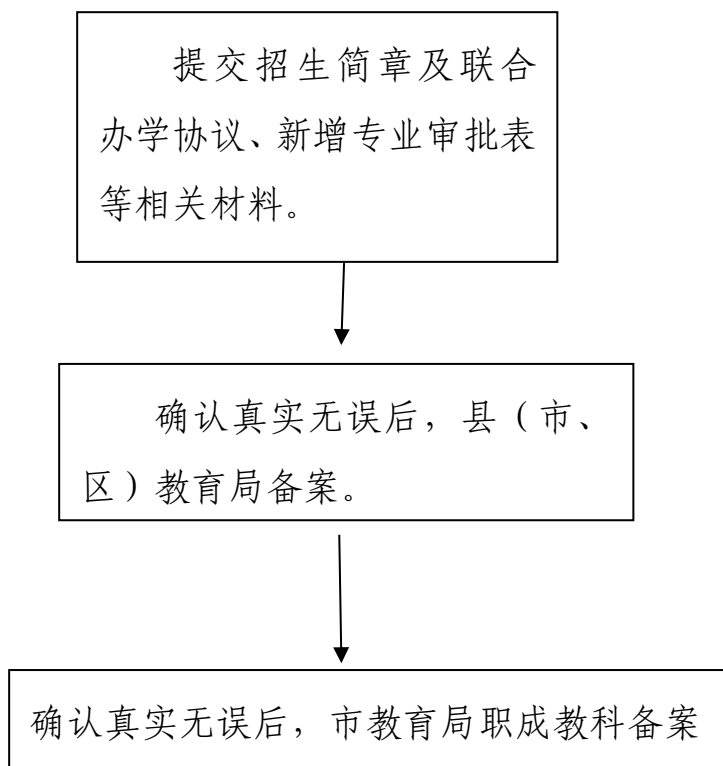 提交招生简章及联合
办学协议、新增专业审批表
等相关材料。
确认真实无误后，县（市、
区）教育局备案。
确认真实无误后，市教育局职成教科备案